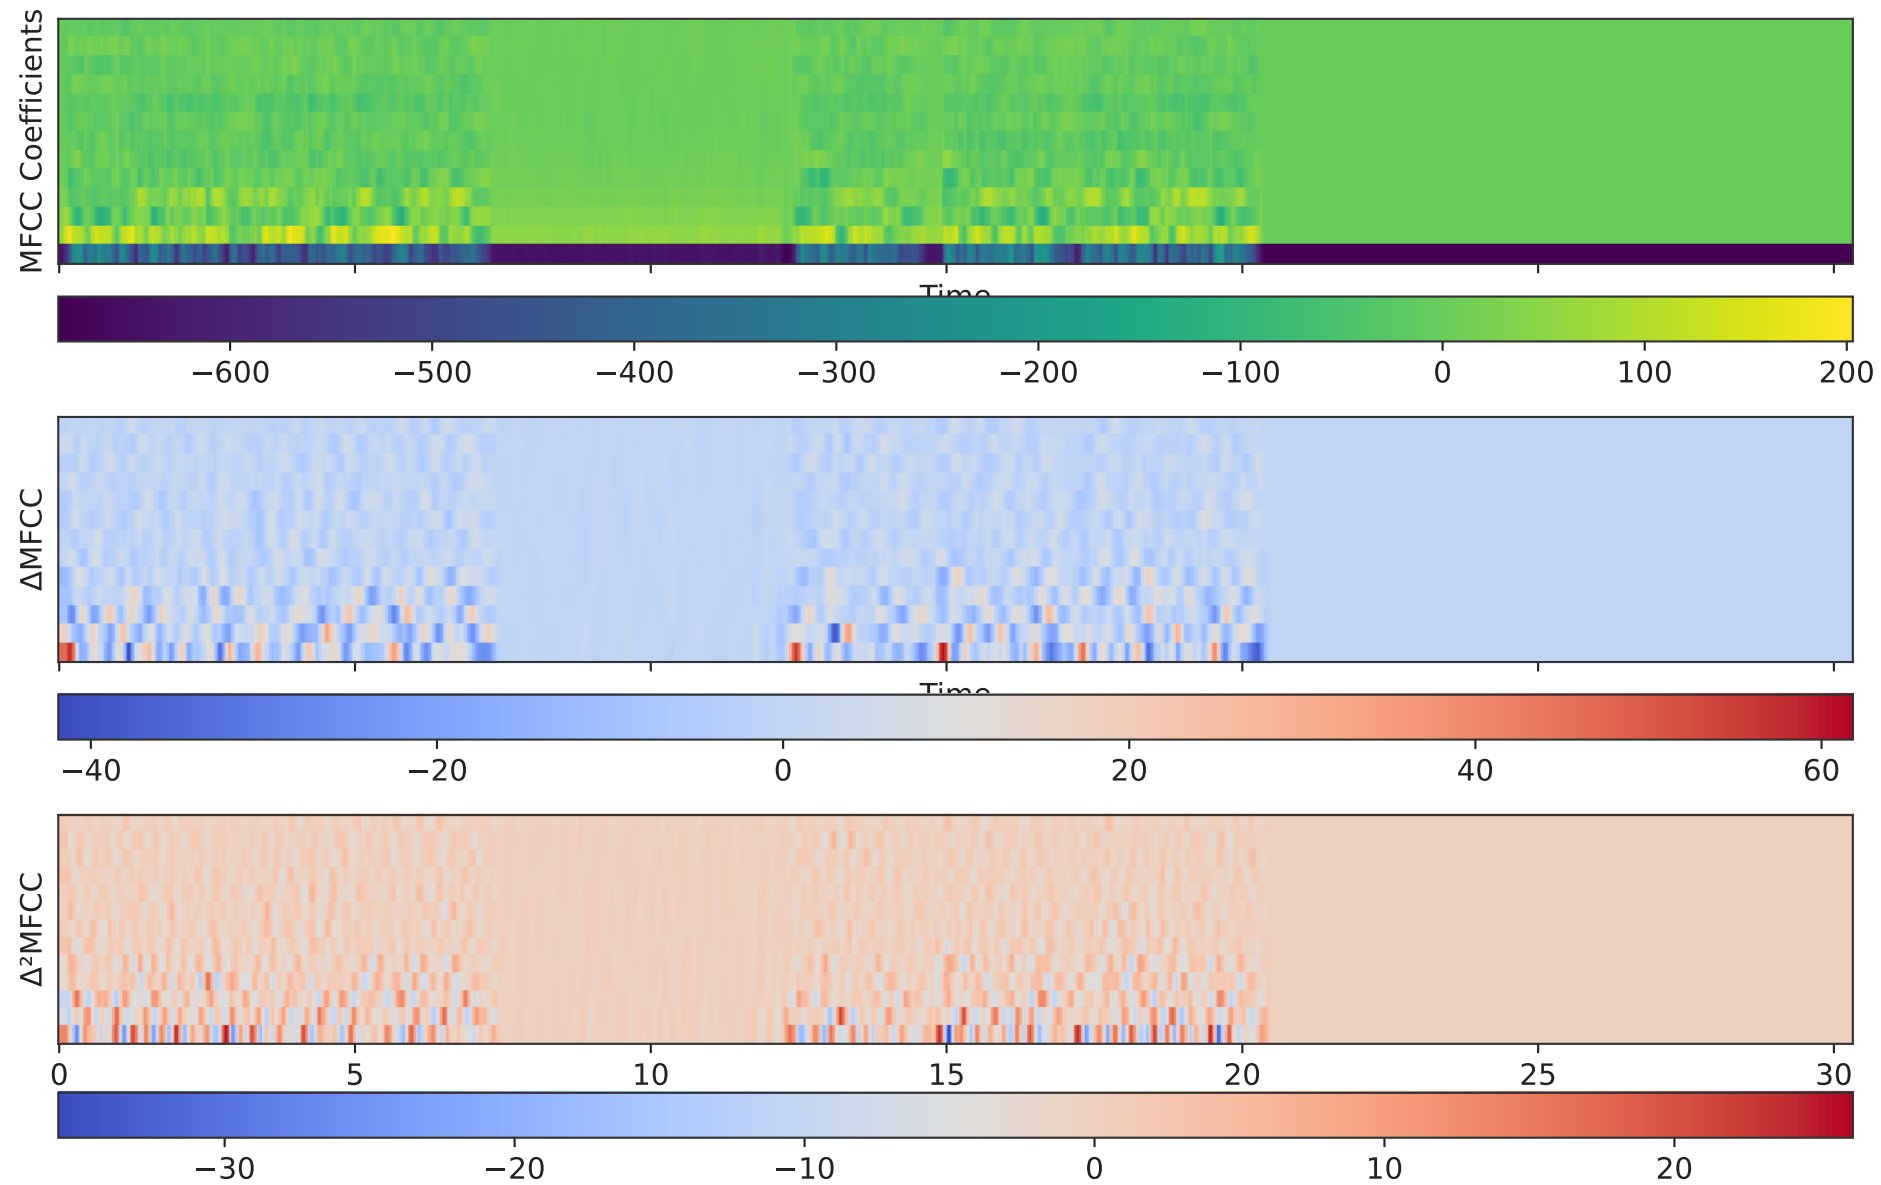 MFCC Coefficients
Time
−600 −500 −400 −300 −200 −100 0 100 200
ΔMFCC
Time
−40 −20 0 20 40 60
Δ²MFCC
0 5 10 15 20 25 30
−30 −20 −10 0 10 20